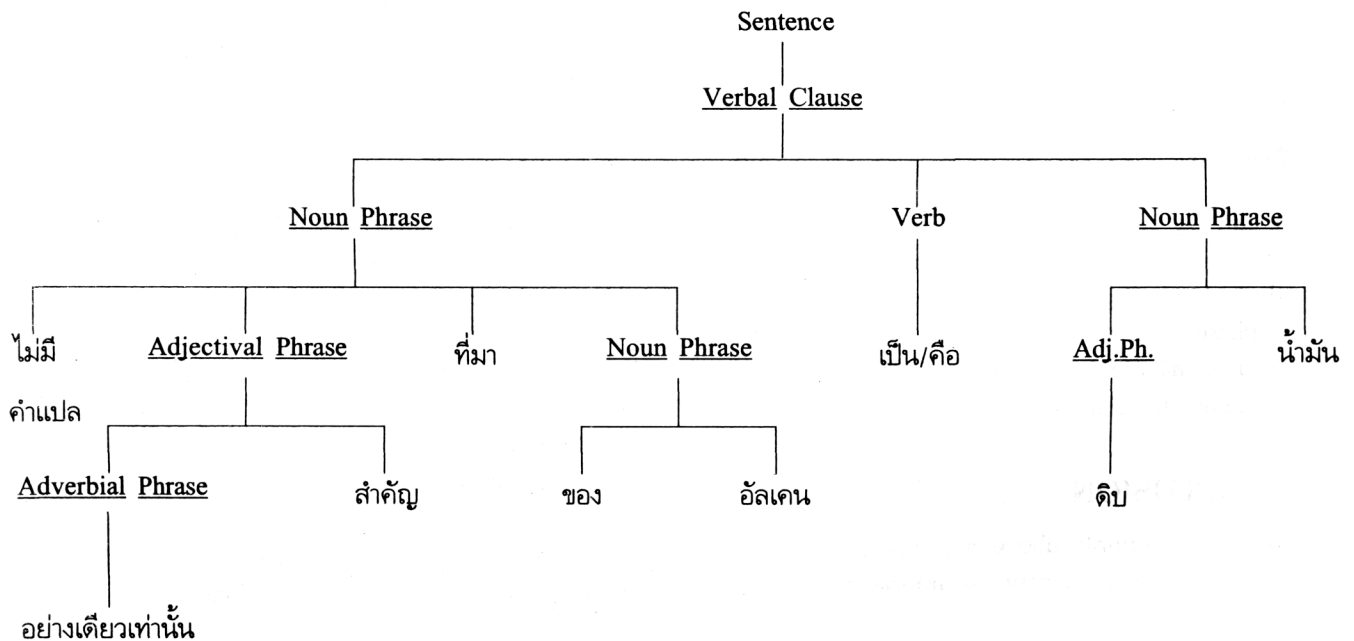 Sentence
Verbal Clause
Noun Phrase Verb Noun Phrase
ไม่มี Adjectival Phrase ที่มา Noun Phrase เป็น/คือ Adj.Ph. น้ำมัน
คำแปล
Adverbial Phrase สำคัญ ของ อัลเคน ดิบ
อย่างเดียวเท่านั้น